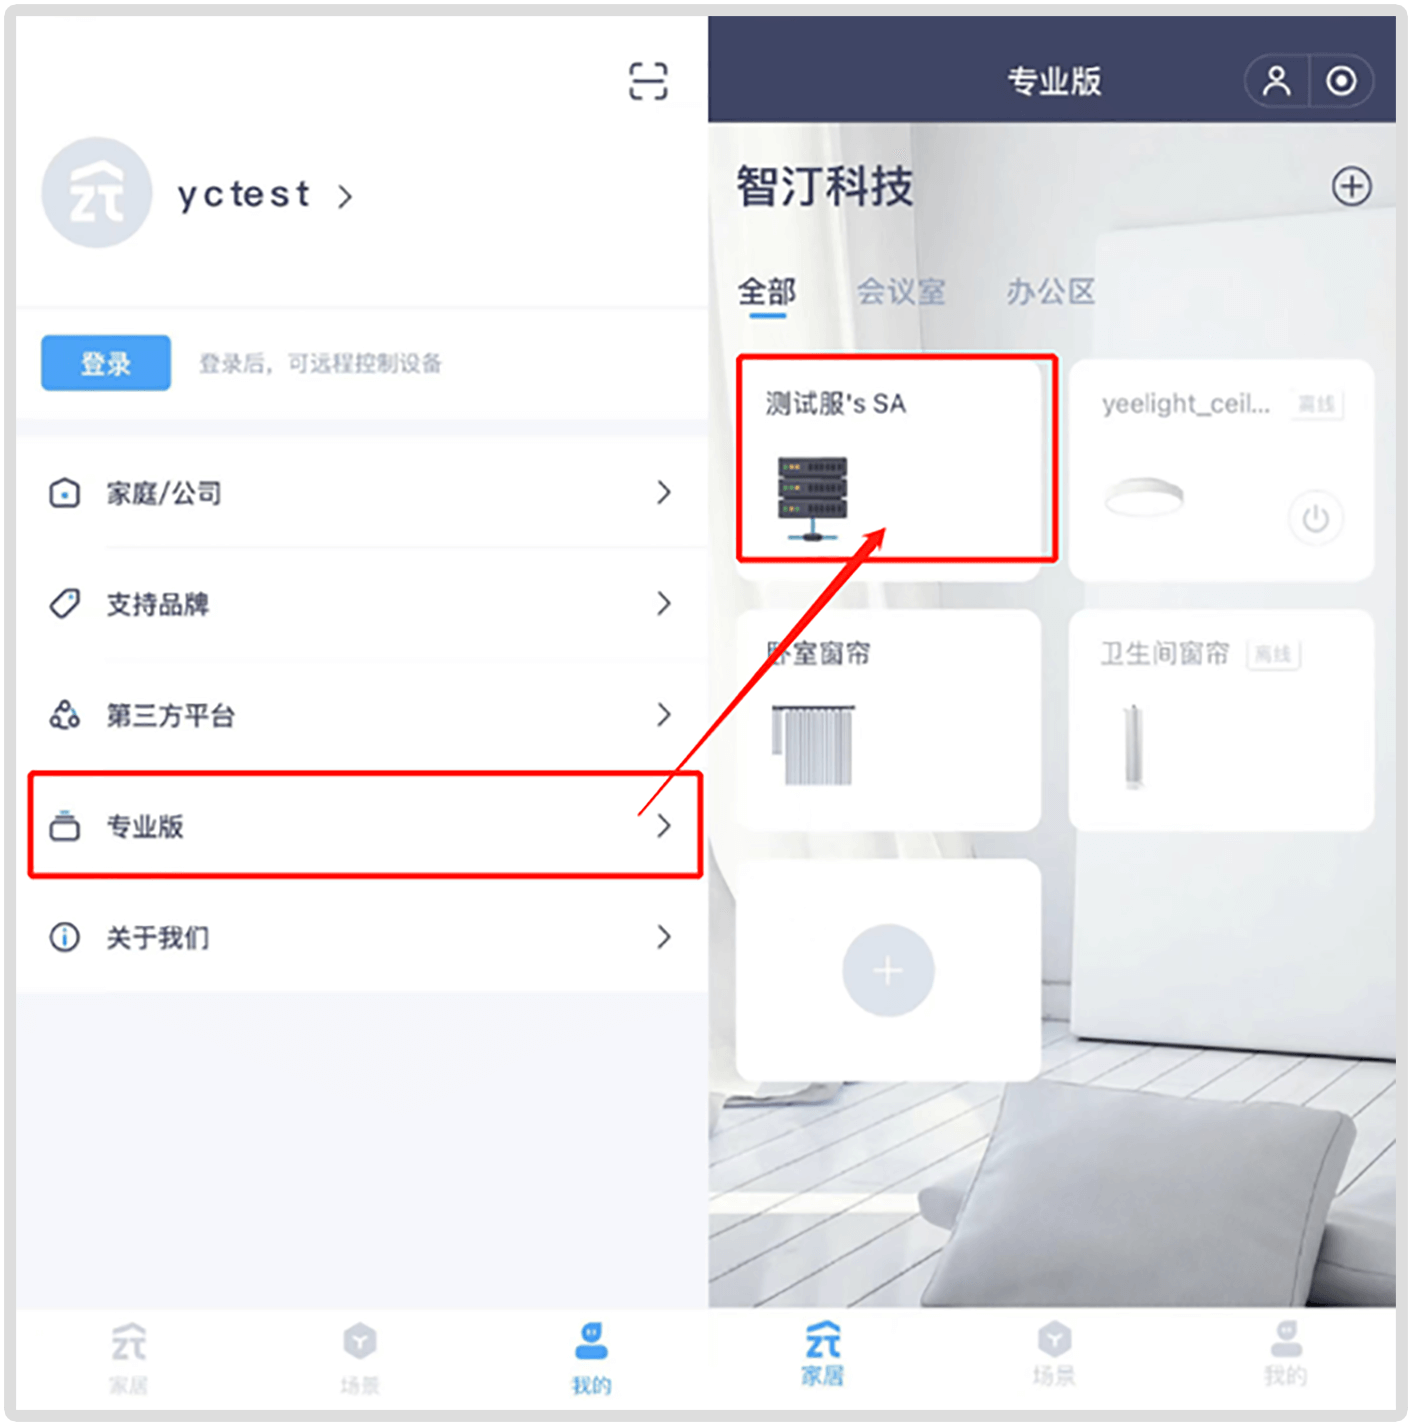 yctest
登录 登录后，可远程控制设备
家庭/公司
支持品牌
第三方平台
专业版
关于我们
家居 场景 我的
专业版
智汀科技
全部 会议室 办公区
测试服's SA
yeelight_ceil... 离线
卧室窗帘
卫生间窗帘 离线
家居 场景 我的